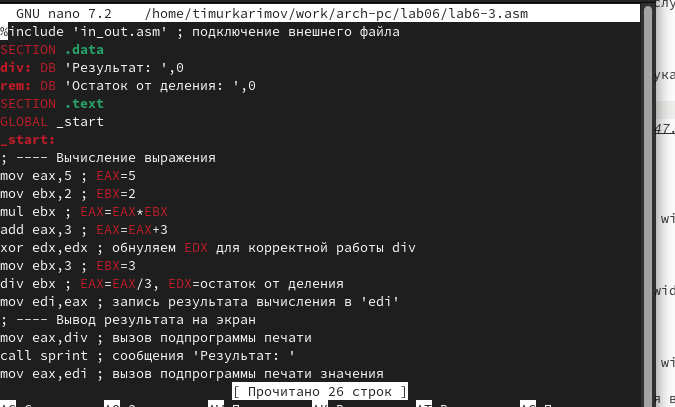 GNU nano 7.2 /home/timurkarimov/work/arch-pc/lab06/lab6-3.asm
%include 'in_out.asm' ; подключение внешнего файла
SECTION .data
div: DB 'Результат: ',0
rem: DB 'Остаток от деления: ',0
SECTION .text
GLOBAL _start
_start:
; ---- Вычисление выражения
mov eax,5 ; EAX=5
mov ebx,2 ; EBX=2
mul ebx ; EAX=EAX*EBX
add eax,3 ; EAX=EAX+3
xor edx,edx ; обнуляем EDX для корректной работы div
mov ebx,3 ; EBX=3
div ebx ; EAX=EAX/3, EDX=остаток от деления
mov edi,eax ; запись результата вычисления в 'edi'
; ---- Вывод результата на экран
mov eax,div ; вызов подпрограммы печати
call sprint ; сообщения 'Результат: '
mov eax,edi ; вызов подпрограммы печати значения
[ Прочитано 26 строк ]
47.
wi
wid
wi